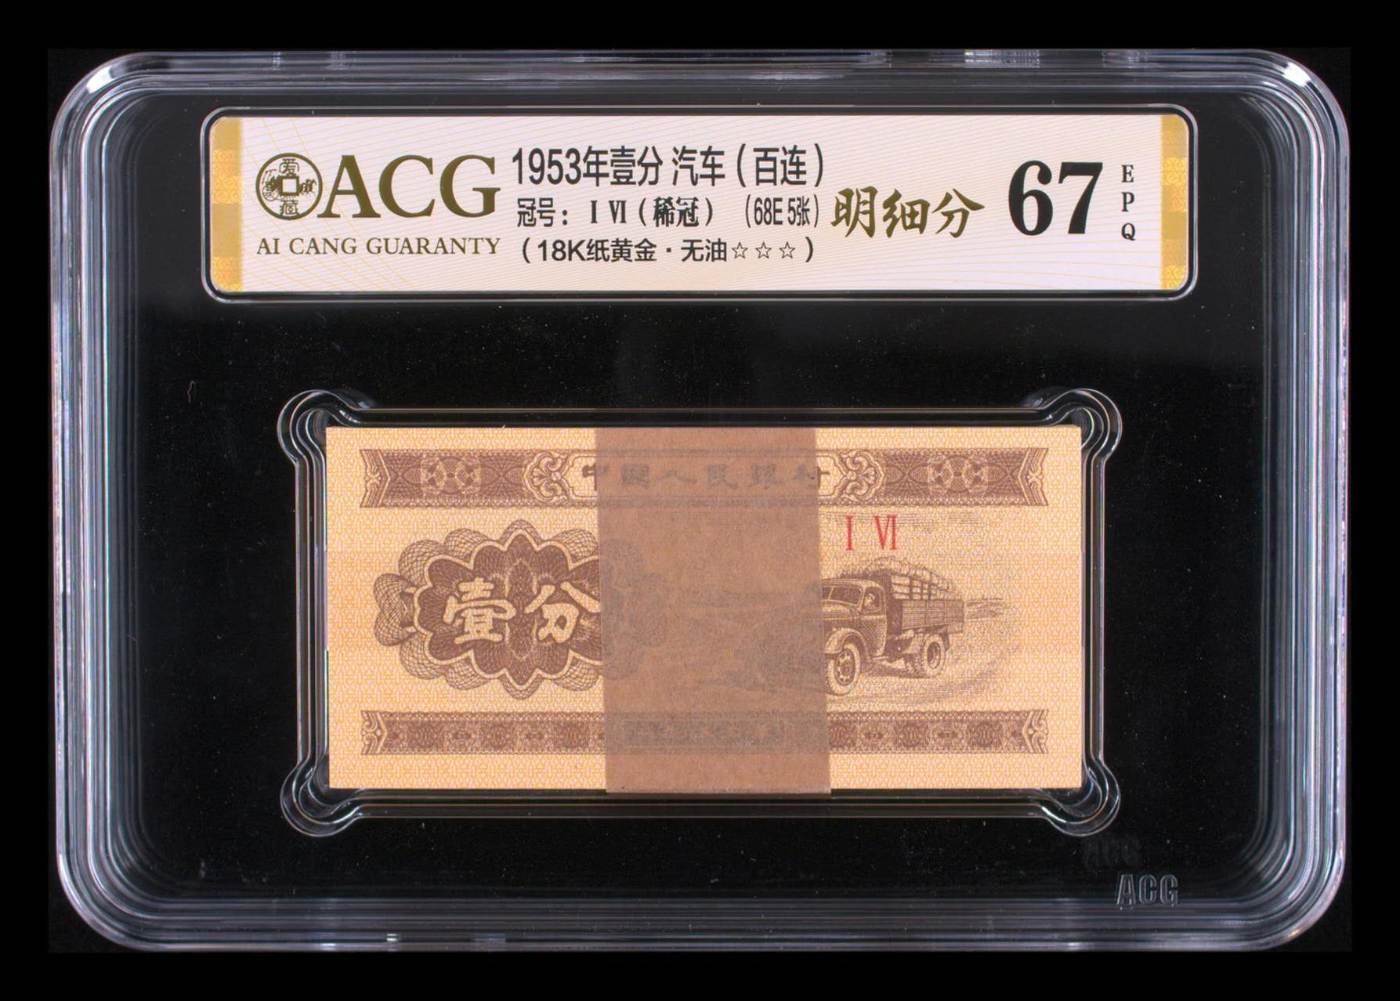 ACG
AI CANG GUARANTY
1953年壹分 汽车（百连）
冠号：Ⅰ Ⅵ（稀冠）（68E 5张）
（18K纸黄金·无油☆☆☆）
明细分
67
EPQ
中國人民銀行
Ⅰ Ⅵ
壹分
ACG